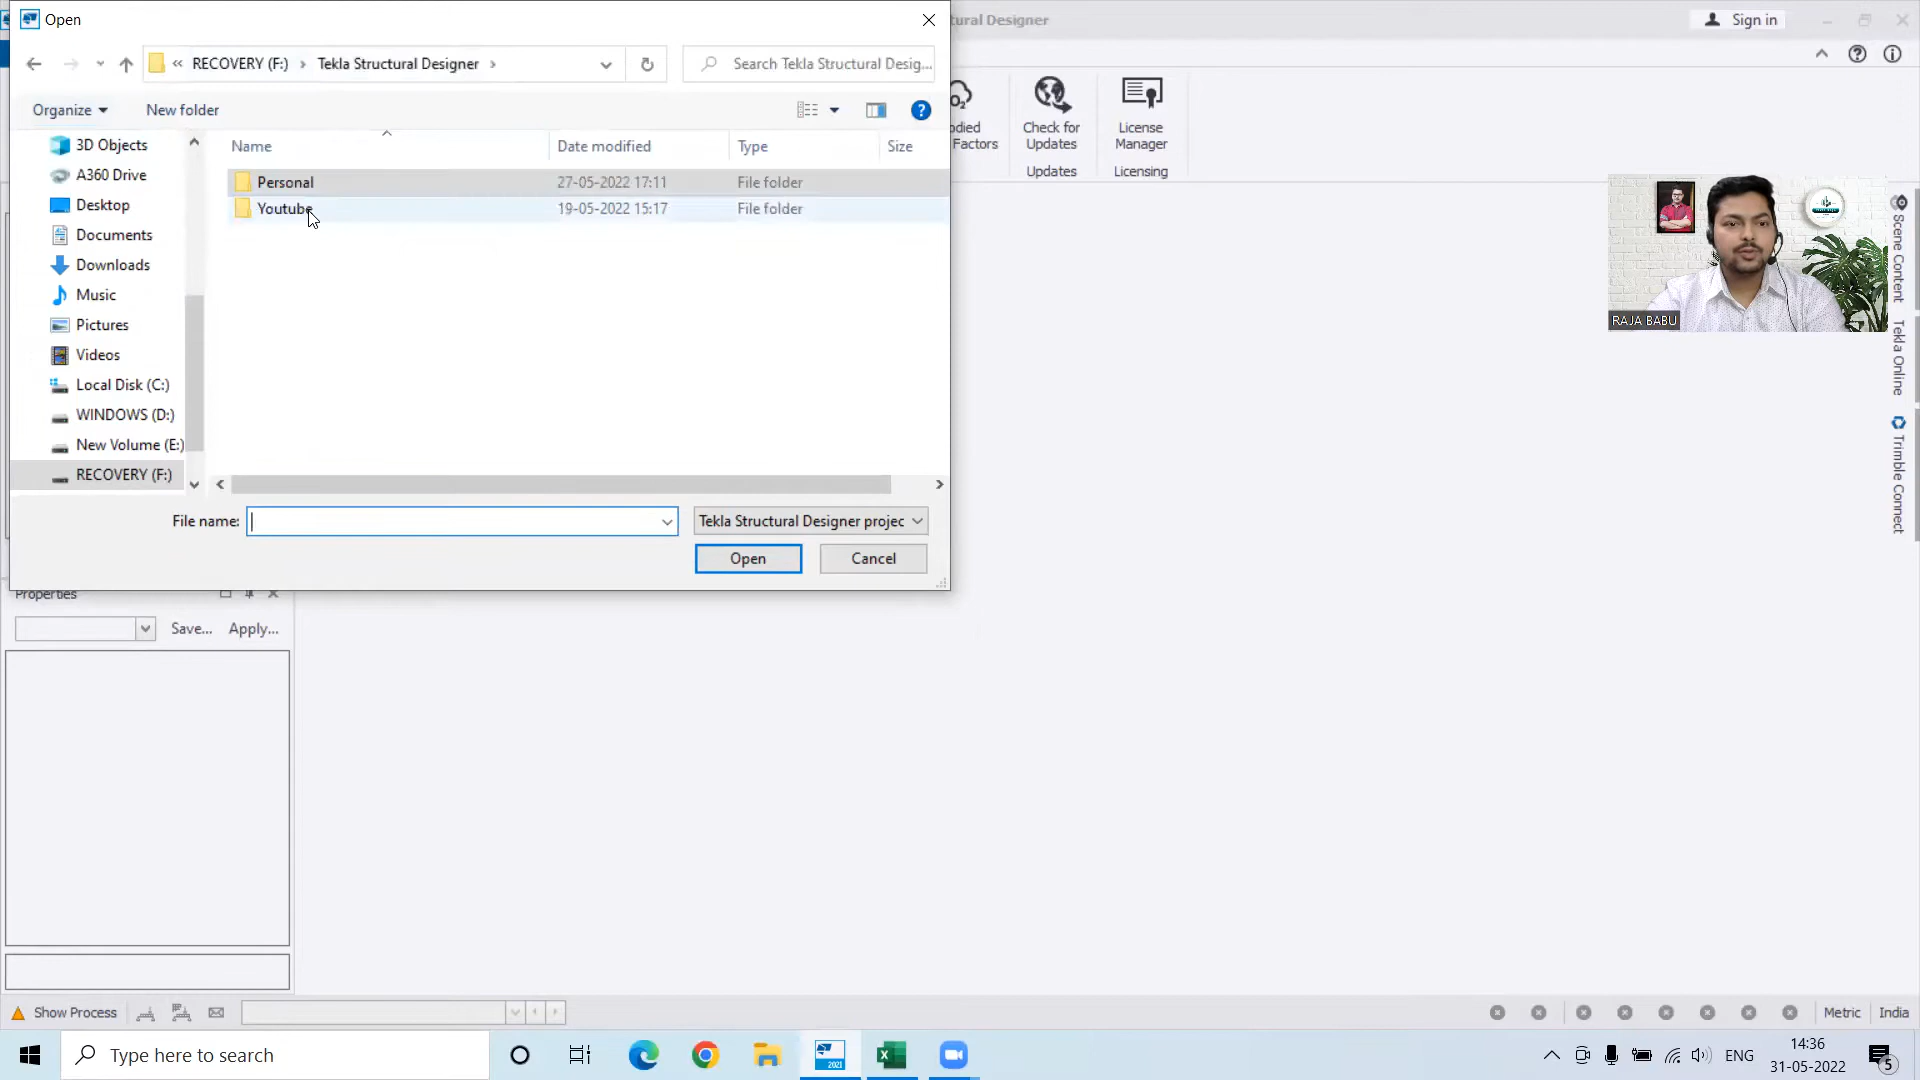 Open
ural Designer
Sign in
RECOVERY (F:)
Tekla Structural Designer
Search Tekla Structural Desig...
Organize
New folder
Name
Date modified
Type
Size
Personal
27-05-2022 17:11
File folder
Youtube
19-05-2022 15:17
File folder
3D Objects
A360 Drive
Desktop
Documents
Downloads
Music
Pictures
Videos
Local Disk (C:)
WINDOWS (D:)
New Volume (E:)
RECOVERY (F:)
File name:
Tekla Structural Designer projec
Open
Cancel
odied
Factors
Check for
Updates
Updates
License
Manager
Licensing
RAJA BABU
Scene Content
Tekla Online
Trimble Connect
Properties
Save...
Apply...
Show Process
Metric
India
Type here to search
2021
ENG
14:36
31-05-2022
5